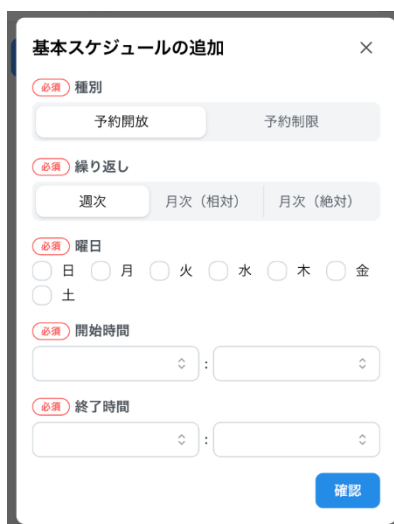 基本スケジュールの追加
必須 種別
予約開放 予約制限
必須 繰り返し
週次 月次（相対） 月次（絶対）
必須 曜日
日 月 火 水 木 金
土
必須 開始時間
:
必須 終了時間
:
確認